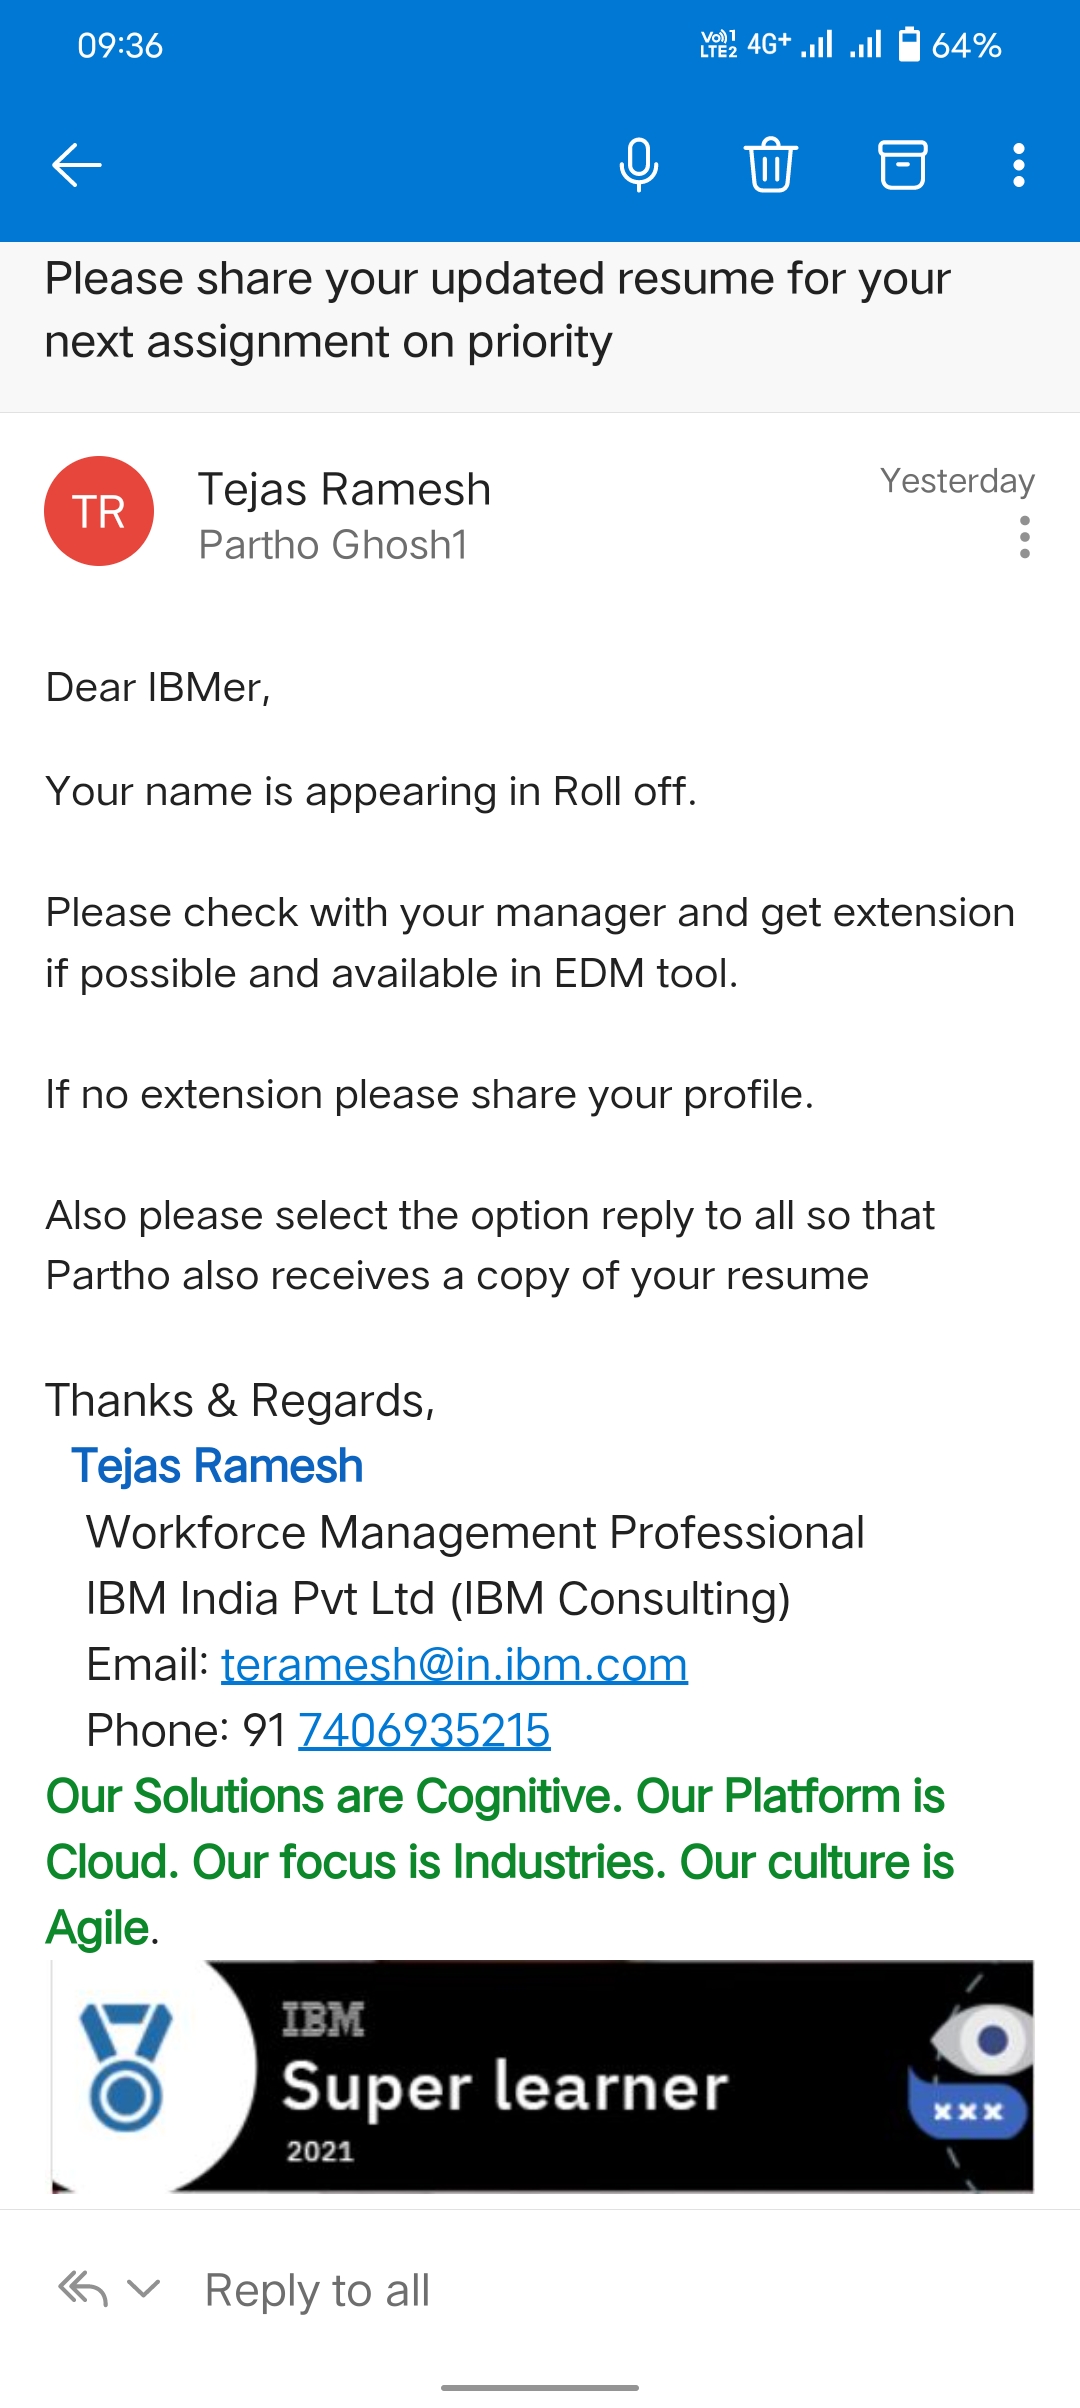 09:36 Vo)) 1 LTE2 4G+ 64%
Please share your updated resume for your
next assignment on priority
TR
Tejas Ramesh
Yesterday
Partho Ghosh1
Dear IBMer,
Your name is appearing in Roll off.
Please check with your manager and get extension
if possible and available in EDM tool.
If no extension please share your profile.
Also please select the option reply to all so that
Partho also receives a copy of your resume
Thanks & Regards,
Tejas Ramesh
Workforce Management Professional
IBM India Pvt Ltd (IBM Consulting)
Email: teramesh@in.ibm.com
Phone: 91 7406935215
Our Solutions are Cognitive. Our Platform is
Cloud. Our focus is Industries. Our culture is
Agile.
IBM
Super learner
2021
xxx
Reply to all